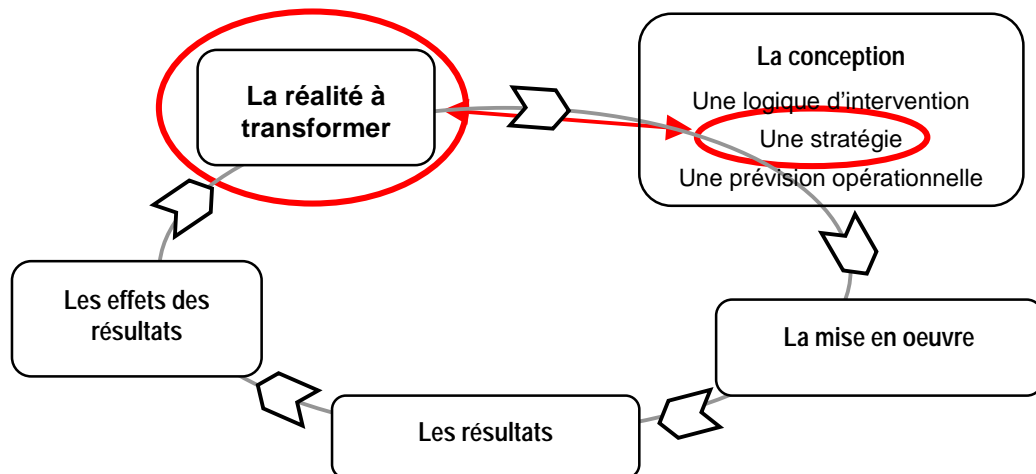 La réalité à
transformer
La conception
Une logique d'intervention
Une stratégie
Une prévision opérationnelle
La mise en oeuvre
Les résultats
Les effets des
résultats